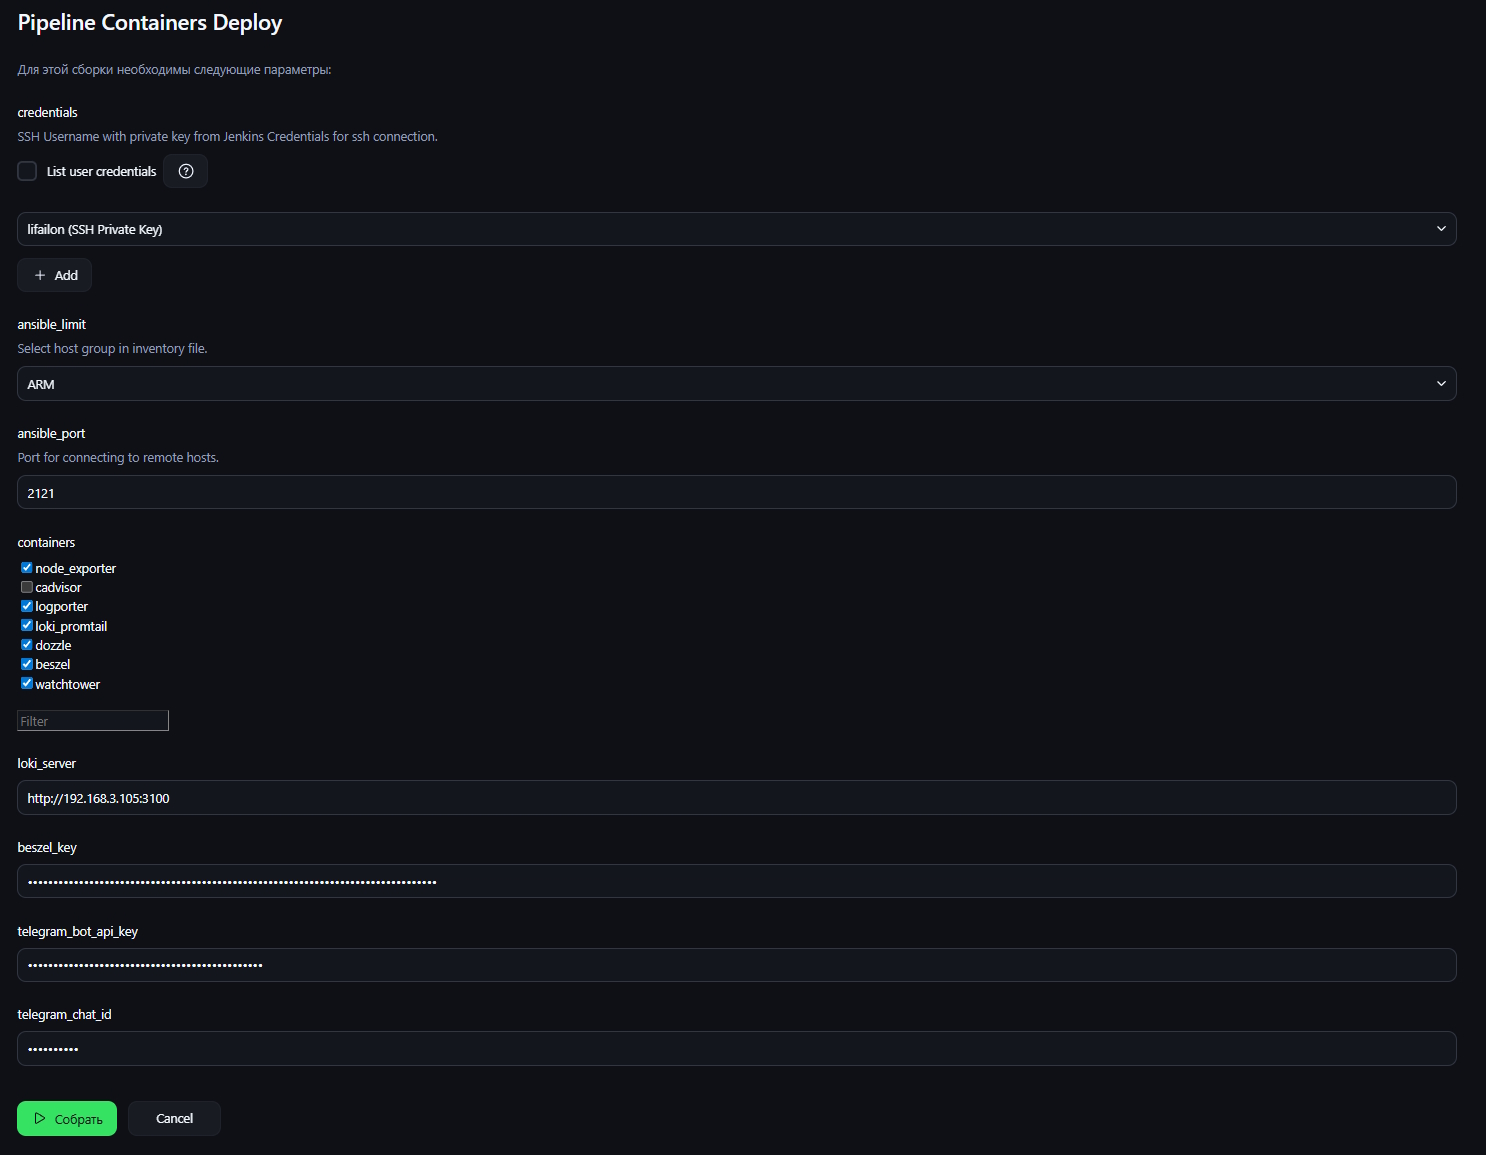 Pipeline Containers Deploy
Для этой сборки необходимы следующие параметры:
credentials
SSH Username with private key from Jenkins Credentials for ssh connection.
List user credentials
lifailon (SSH Private Key)
Add
ansible_limit
Select host group in inventory file.
ARM
ansible_port
Port for connecting to remote hosts.
2121
containers
node_exporter
cadvisor
logporter
loki_promtail
dozzle
beszel
watchtower
Filter
loki_server
http://192.168.3.105:3100
beszel_key
telegram_bot_api_key
telegram_chat_id
Собрать
Cancel